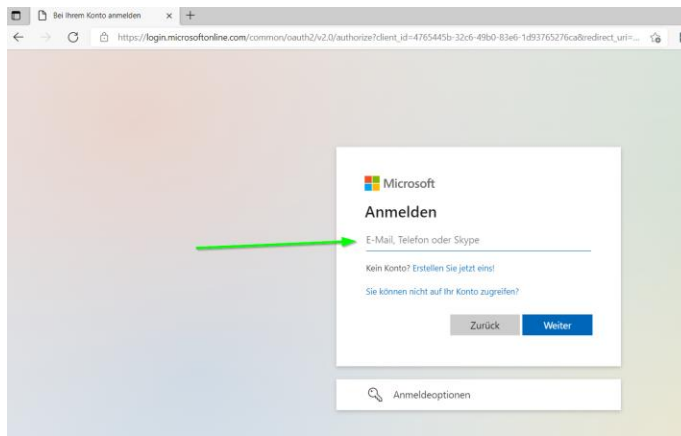 Bei Ihrem Konto anmelden
https://login.microsoftonline.com/common/oauth2/v2.0/authorize?client_id=4765445b-32c6-49b0-83e6-1d93765276ca&redirect_uri=...
Microsoft
Anmelden
E-Mail, Telefon oder Skype
Kein Konto? Erstellen Sie jetzt eins!
Sie können nicht auf Ihr Konto zugreifen?
Zurück Weiter
Anmeldeoptionen